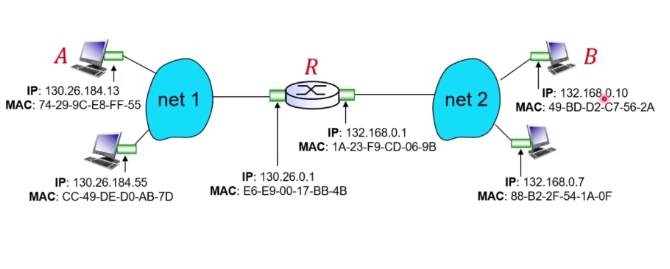 A
IP: 130.26.184.13
MAC: 74-29-9C-E8-FF-55
net 1
IP: 130.26.184.55
MAC: CC-49-DE-D0-AB-7D
R
IP: 132.168.0.1
MAC: 1A-23-F9-CD-06-9B
IP: 130.26.0.1
MAC: E6-E9-00-17-BB-4B
net 2
B
IP: 132.168.0.10
MAC: 49-BD-D2-C7-56-2A
IP: 132.168.0.7
MAC: 88-B2-2F-54-1A-0F